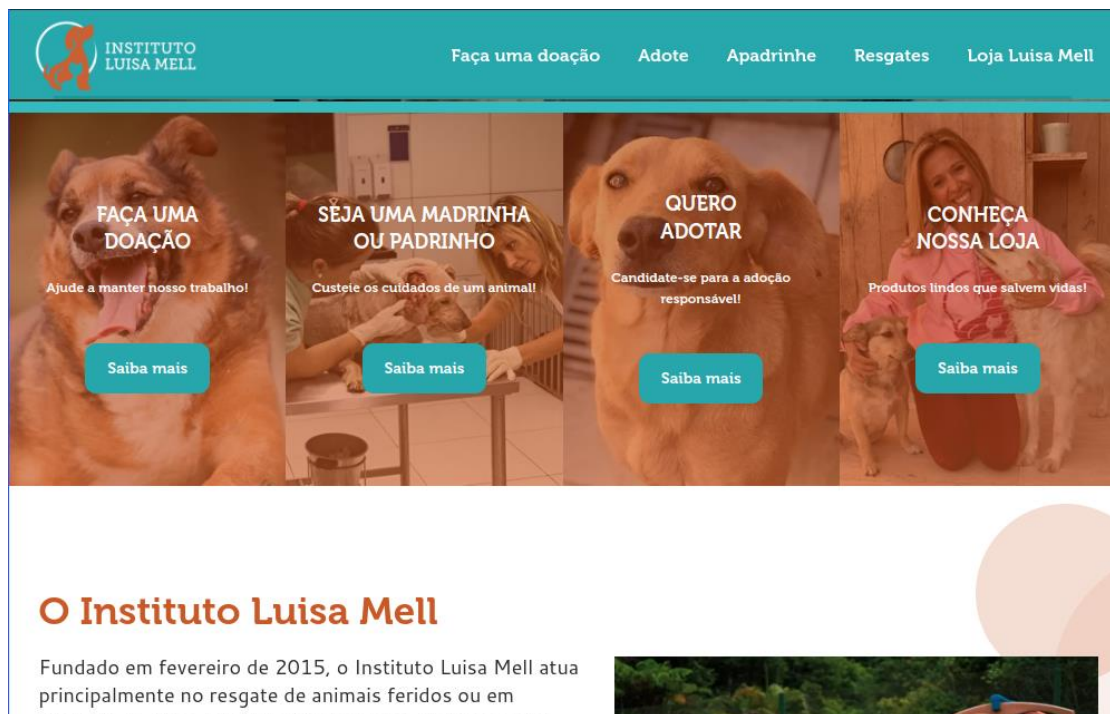 INSTITUTO
LUISA MELL
Faça uma doação
Adote
Apadrinhe
Resgates
Loja Luisa Mell
FAÇA UMA
DOAÇÃO
Ajude a manter nosso trabalho!
Saiba mais
SEJA UMA MADRINHA
OU PADRINHO
Custeie os cuidados de um animal!
Saiba mais
QUERO
ADOTAR
Candidate-se para a adoção
responsável!
Saiba mais
CONHEÇA
NOSSA LOJA
Produtos lindos que salvem vidas!
Saiba mais
O Instituto Luisa Mell
Fundado em fevereiro de 2015, o Instituto Luisa Mell atua
principalmente no resgate de animais feridos ou em